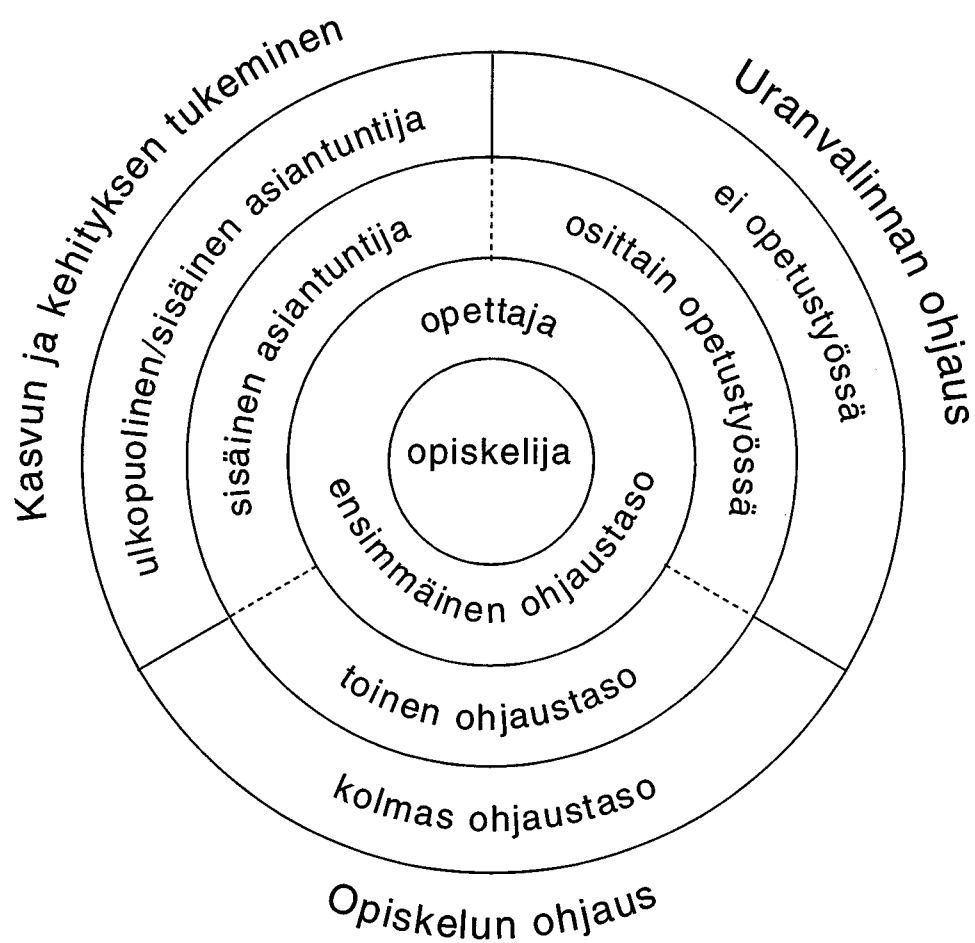 Kasvun ja kehityksen tukeminen
Uranvalinnan ohjaus
ulkopuolinen/sisäinen asiantuntija
ei opetustyössä
sisäinen asiantuntija
osittain opetustyössä
opettaja
opiskelija
ensimmäinen ohjaustaso
toinen ohjaustaso
kolmas ohjaustaso
Opiskelun ohjaus